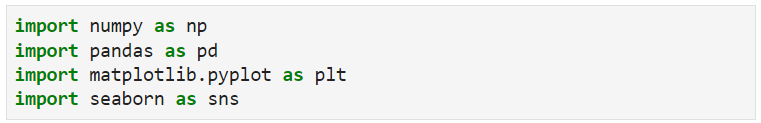 import numpy as np
import pandas as pd
import matplotlib.pyplot as plt
import seaborn as sns